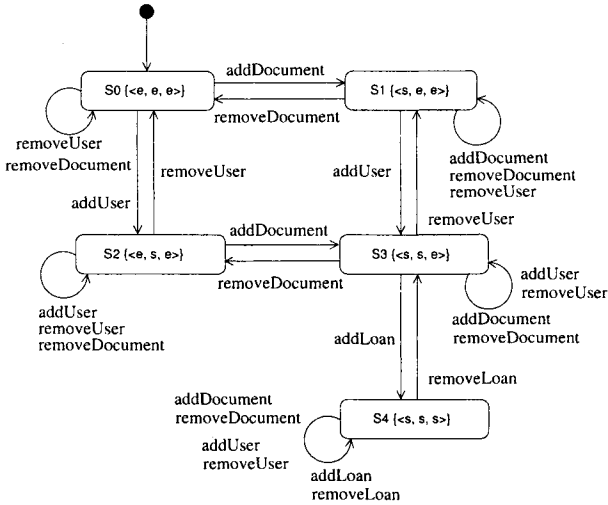 addDocument
S0 {<e, e, e>}
S1 {<s, e, e>}
removeDocument
removeUser
removeDocument
addDocument
removeDocument
removeUser
removeUser
addUser
addUser
removeUser
addDocument
S2 {<e, s, e>}
S3 {<s, s, e>}
removeDocument
addUser
removeUser
addUser
removeUser
removeDocument
addDocument
removeDocument
addLoan
removeLoan
addDocument
removeDocument
S4 {<s, s, s>}
addUser
removeUser
addLoan
removeLoan